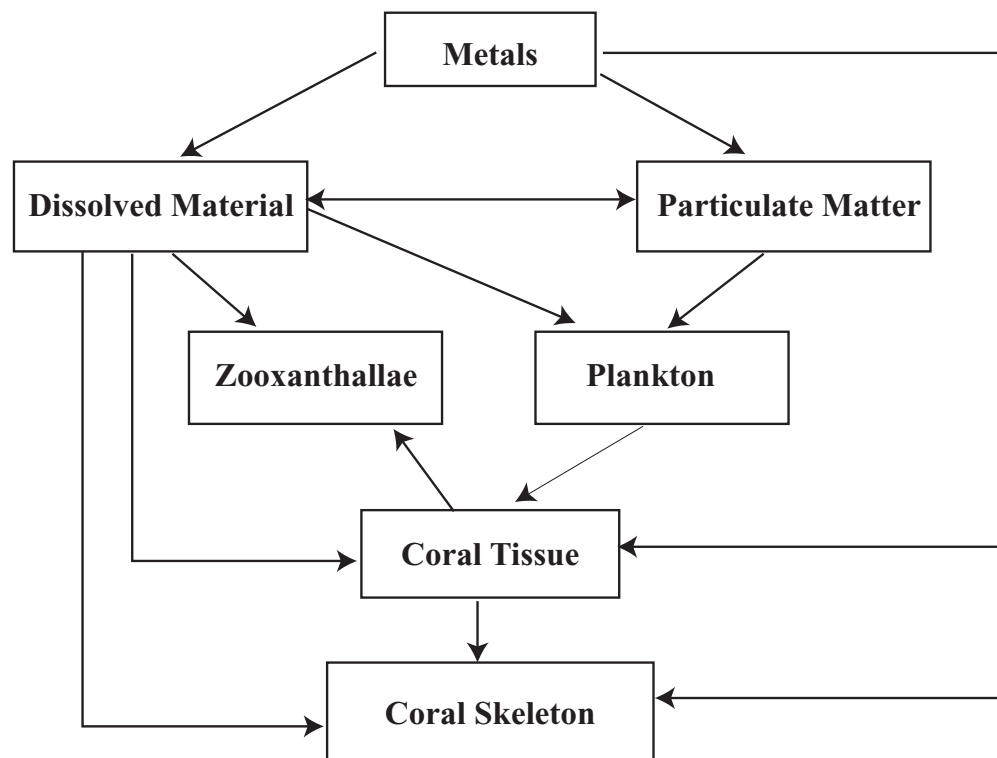 Metals
Dissolved Material
Particulate Matter
Zooxanthallae
Plankton
Coral Tissue
Coral Skeleton